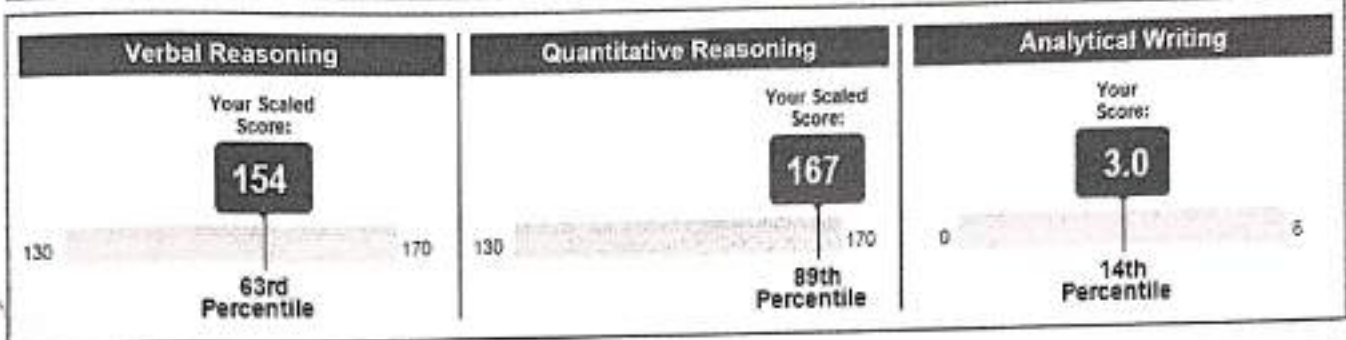 Verbal Reasoning
Your Scaled
Score:
154
130
170
63rd
Percentile
Quantitative Reasoning
Your Scaled
Score:
167
130
170
89th
Percentile
Analytical Writing
Your
Score:
3.0
0
6
14th
Percentile